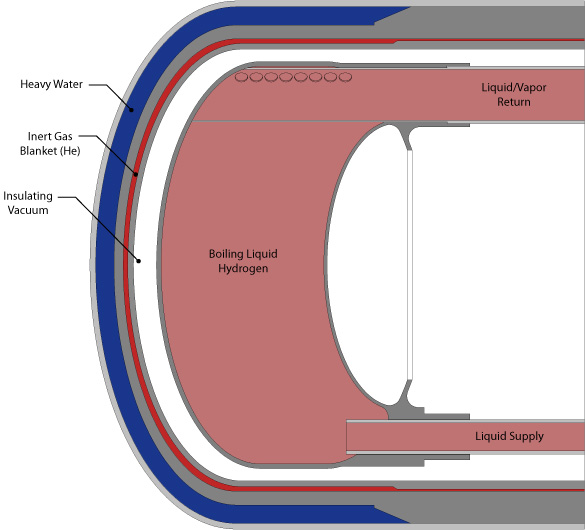 Heavy Water
Inert Gas
Blanket (He)
Insulating
Vacuum
Liquid/Vapor
Return
Boiling Liquid
Hydrogen
Liquid Supply